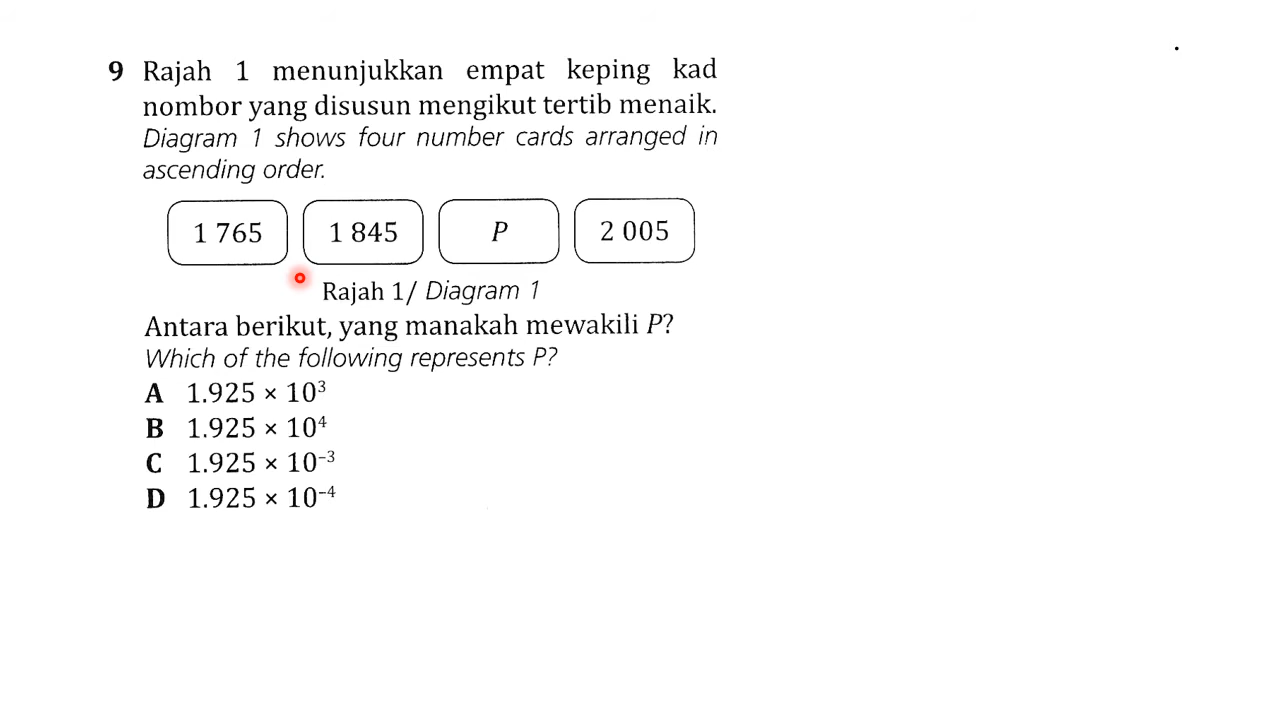 9 Rajah 1 menunjukkan empat keping kad
nombor yang disusun mengikut tertib menaik.
Diagram 1 shows four number cards arranged in
ascending order.
1 765 1 845 P 2 005
Rajah 1/ Diagram 1
Antara berikut, yang manakah mewakili P?
Which of the following represents P?
A 1.925 × 10³
B 1.925 × 10⁴
C 1.925 × 10⁻³
D 1.925 × 10⁻⁴